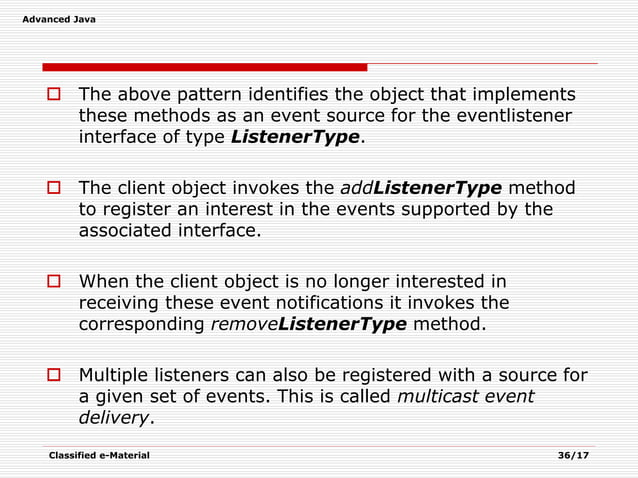 Advanced Java
The above pattern identifies the object that implements
these methods as an event source for the eventlistener
interface of type ListenerType.
The client object invokes the addListenerType method
to register an interest in the events supported by the
associated interface.
When the client object is no longer interested in
receiving these event notifications it invokes the
corresponding removeListenerType method.
Multiple listeners can also be registered with a source for
a given set of events. This is called multicast event
delivery.
Classified e-Material 36/17